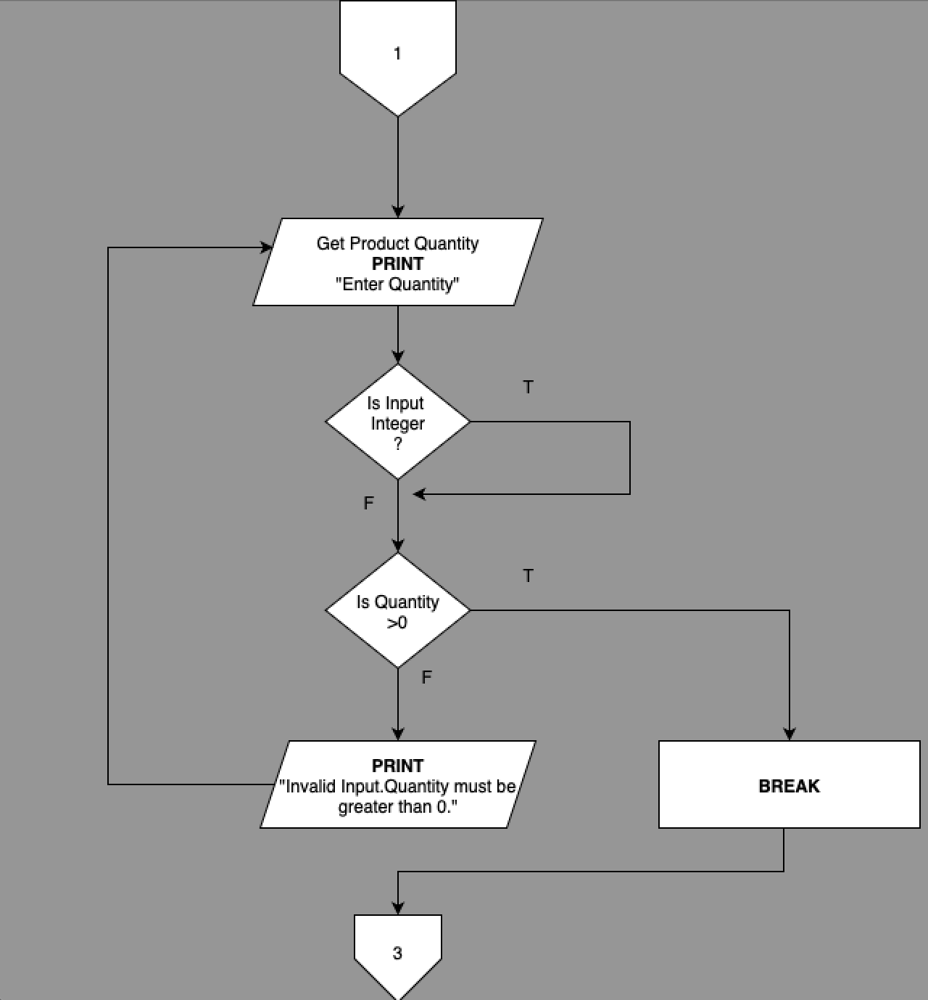 1
Get Product Quantity
PRINT
"Enter Quantity"
Is Input
Integer
?
T
F
Is Quantity
>0
T
F
PRINT
"Invalid Input.Quantity must be
greater than 0."
BREAK
3